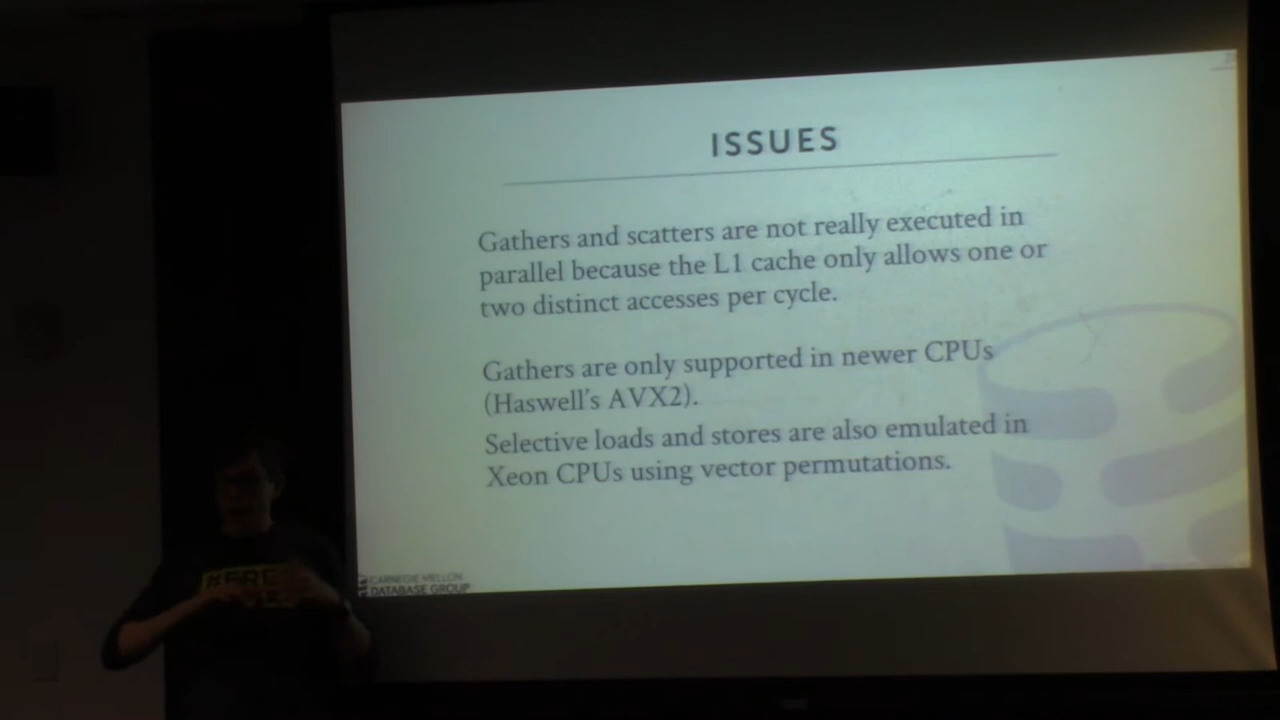 ISSUES
Gathers and scatters are not really executed in
parallel because the L1 cache only allows one or
two distinct accesses per cycle.
Gathers are only supported in newer CPUs
(Haswell's AVX2).
Selective loads and stores are also emulated in
Xeon CPUs using vector permutations.
CARNEGIE MELLON
DATABASE GROUP